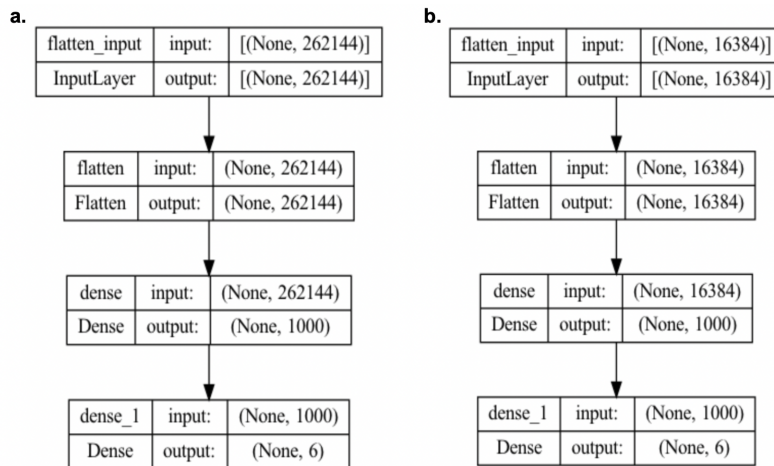 a.
flatten_input input: [(None, 262144)]
InputLayer output: [(None, 262144)]
flatten input: (None, 262144)
Flatten output: (None, 262144)
dense input: (None, 262144)
Dense output: (None, 1000)
dense_1 input: (None, 1000)
Dense output: (None, 6)
b.
flatten_input input: [(None, 16384)]
InputLayer output: [(None, 16384)]
flatten input: (None, 16384)
Flatten output: (None, 16384)
dense input: (None, 16384)
Dense output: (None, 1000)
dense_1 input: (None, 1000)
Dense output: (None, 6)